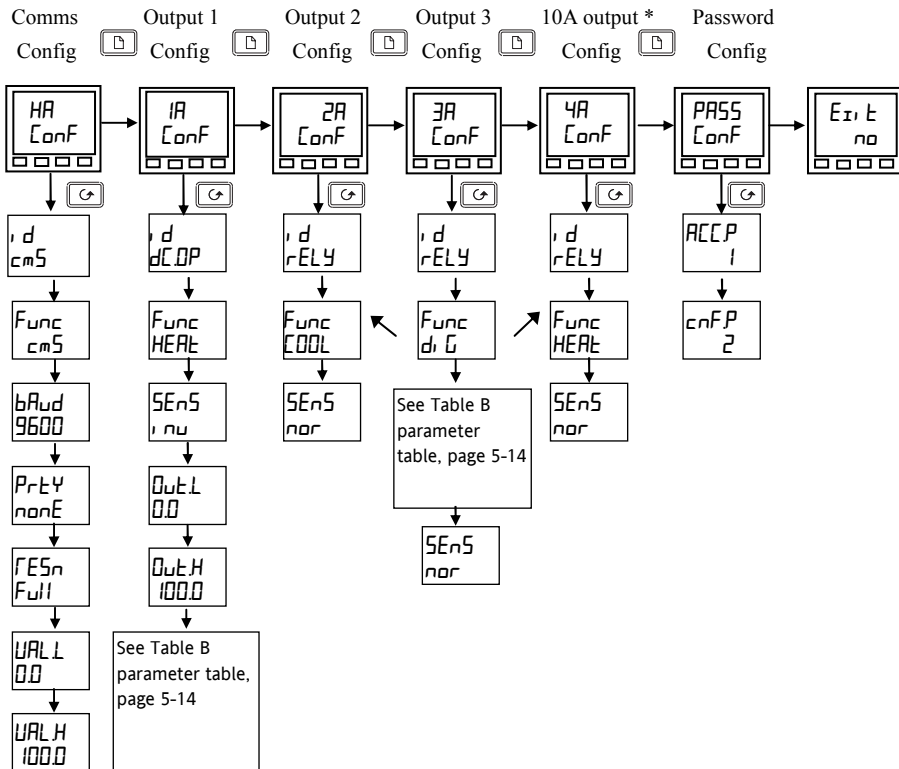 Comms Config
Output 1 Config
Output 2 Config
Output 3 Config
10A output * Config
Password Config
HA
ConF
1A
ConF
2A
ConF
3A
ConF
4A
ConF
PASS
ConF
Exit
no
id
cmS
Func
cmS
bAud
9600
PrtY
nonE
rESn
Full
VAL.L
0.0
VAL.H
100.0
id
dC.OP
Func
HEAt
SEnS
inv
Out.L
0.0
Out.H
100.0
See Table B
parameter table,
page 5-14
id
rELY
Func
COOL
SEnS
nor
id
rELY
Func
diG
See Table B
parameter
table, page 5-14
SEnS
nor
id
rELY
Func
HEAt
SEnS
nor
ACC.P
1
cnF.P
2